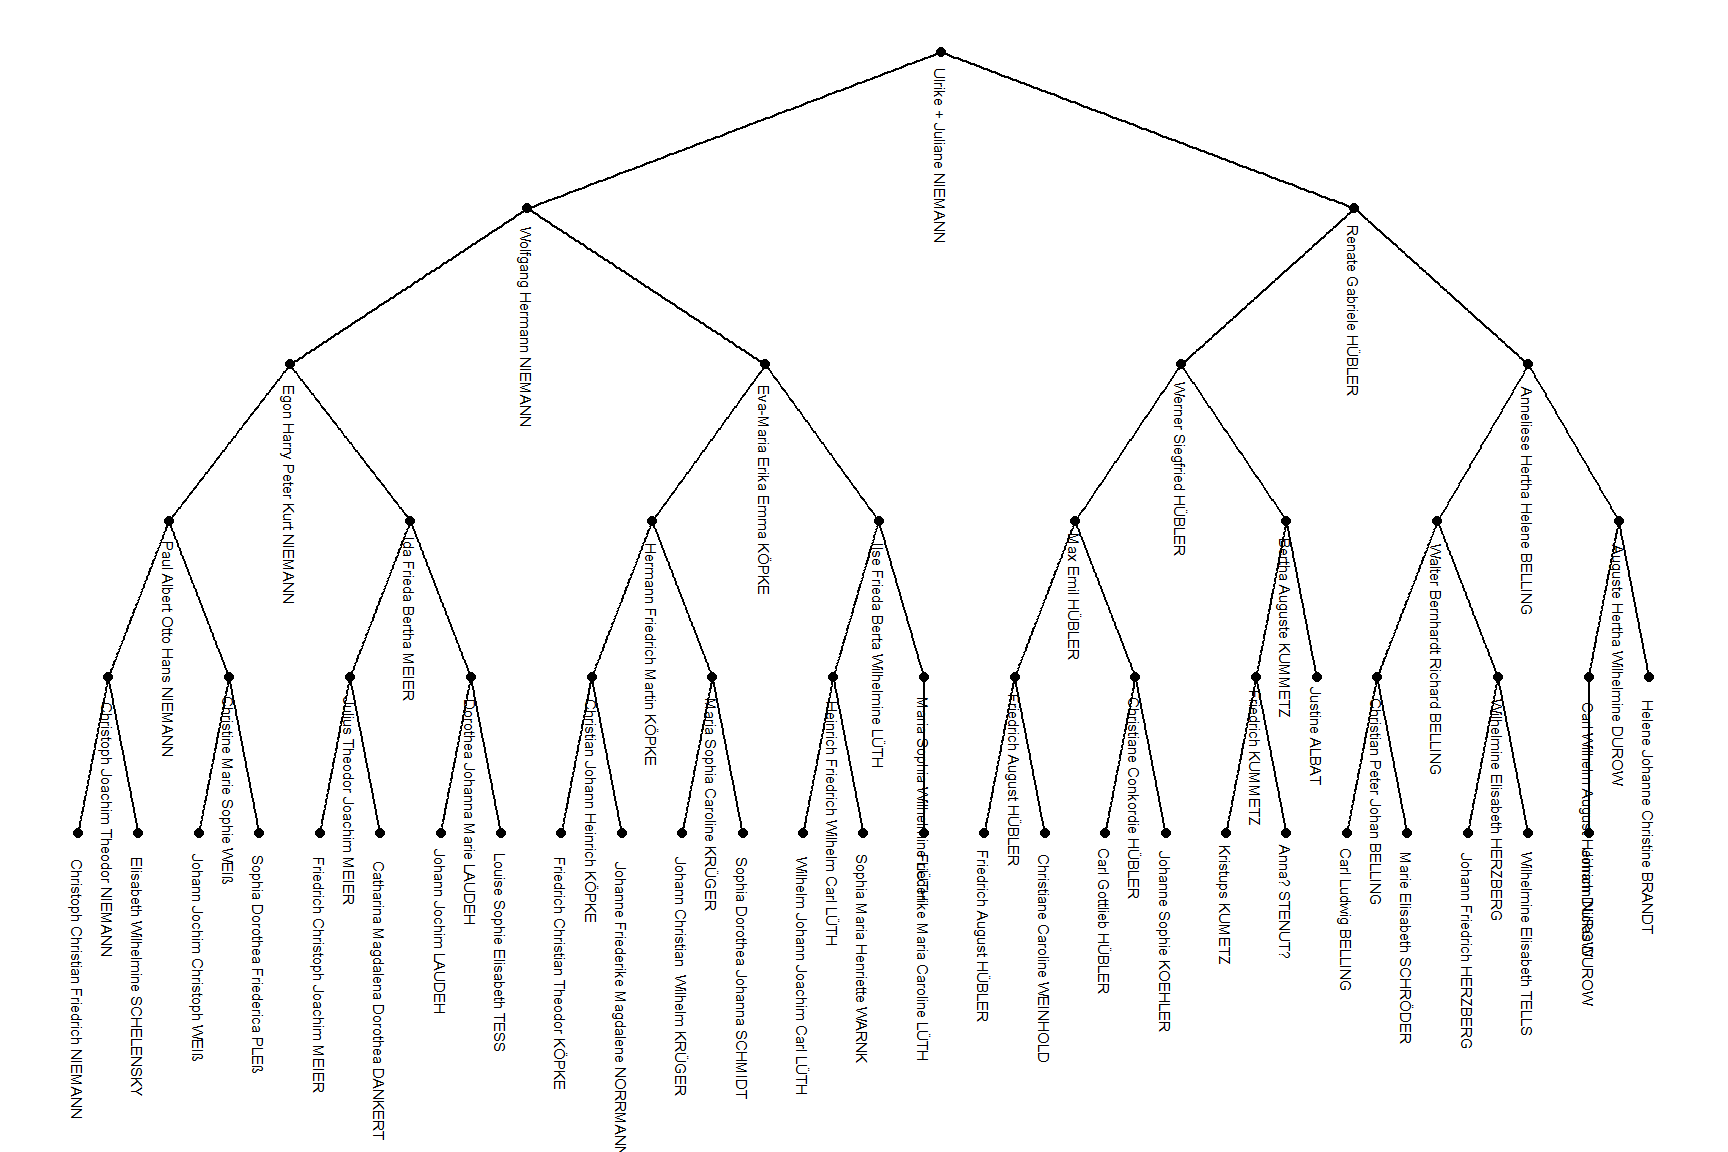 Ulrike + Juliane NIEMANN
Wolfgang Hermann NIEMANN
Renate Gabriele HÜBLER
Egon Harry Peter Kurt NIEMANN
Eva-Maria Erika Emma KÖPKE
Werner Siegfried HÜBLER
Anneliese Hertha Helene BELLING
Paul Albert Otto Hans NIEMANN
Ida Frieda Bertha MEIER
Hermann Friedrich Martin KÖPKE
Ilse Frieda Berta Wilhelmine LÜTH
Max Emil HÜBLER
Bertha Auguste KUMMETZ
Walter Bernhardt Richard BELLING
Auguste Hertha Wilhelmine DUROW
Christoph Joachim Theodor NIEMANN
Christine Marie Sophie WEIß
Julius Theodor Joachim MEIER
Dorothea Johanna Marie LAUDEH
Christian Johann Heinrich KÖPKE
Maria Sophia Caroline KRÜGER
Heinrich Friedrich Wilhelm Carl LÜTH
Maria Sophia Wilhelmine LÜTH
Friedrich August HÜBLER
Christiane Conkordie HÜBLER
Friedrich KUMMETZ
Justine ALBAT
Christian Peter Johan BELLING
Wilhelmine Elisabeth HERZBERG
Carl Wilhelm August DUROW
Helene Johanne Christine BRANDT
Christoph Christian Friedrich NIEMANN
Elisabeth Wilhelmine SCHELENSKY
Johann Jochim Christoph WEIß
Sophia Dorothea Friederica PLEß
Friedrich Christoph Joachim MEIER
Catharina Magdalena Dorothea DANKERT
Johann Jochim LAUDEH
Louise Sophie Elisabeth TESS
Friedrich Christian Theodor KÖPKE
Johanne Friederike Magdalene NORRMANN
Johann Christian Wilhelm KRÜGER
Sophia Dorothea Johanna SCHMIDT
Wilhelm Johann Joachim Carl LÜTH
Sophia Maria Henriette WARNK
Friederike Maria Caroline LÜTH
Friedrich August HÜBLER
Christiane Caroline WEINHOLD
Carl Gottlieb HÜBLER
Johanne Sophie KOEHLER
Kristups KUMETZ
Anna? STENUT?
Carl Ludwig BELLING
Marie Elisabeth SCHRÖDER
Johann Friedrich HERZBERG
Wilhelmine Elisabeth TELLS
DUROW